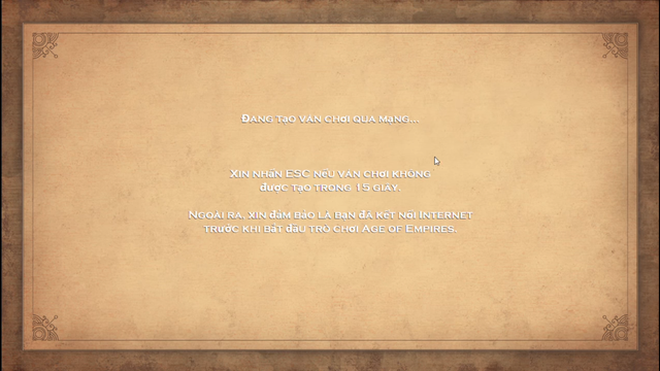 Đang tạo ván chơi qua mạng...
Xin nhấn ESC nếu ván chơi không
được tạo trong 15 giây.
Ngoài ra, xin đảm bảo là bạn đã kết nối Internet
trước khi bắt đầu trò chơi Age of Empires.